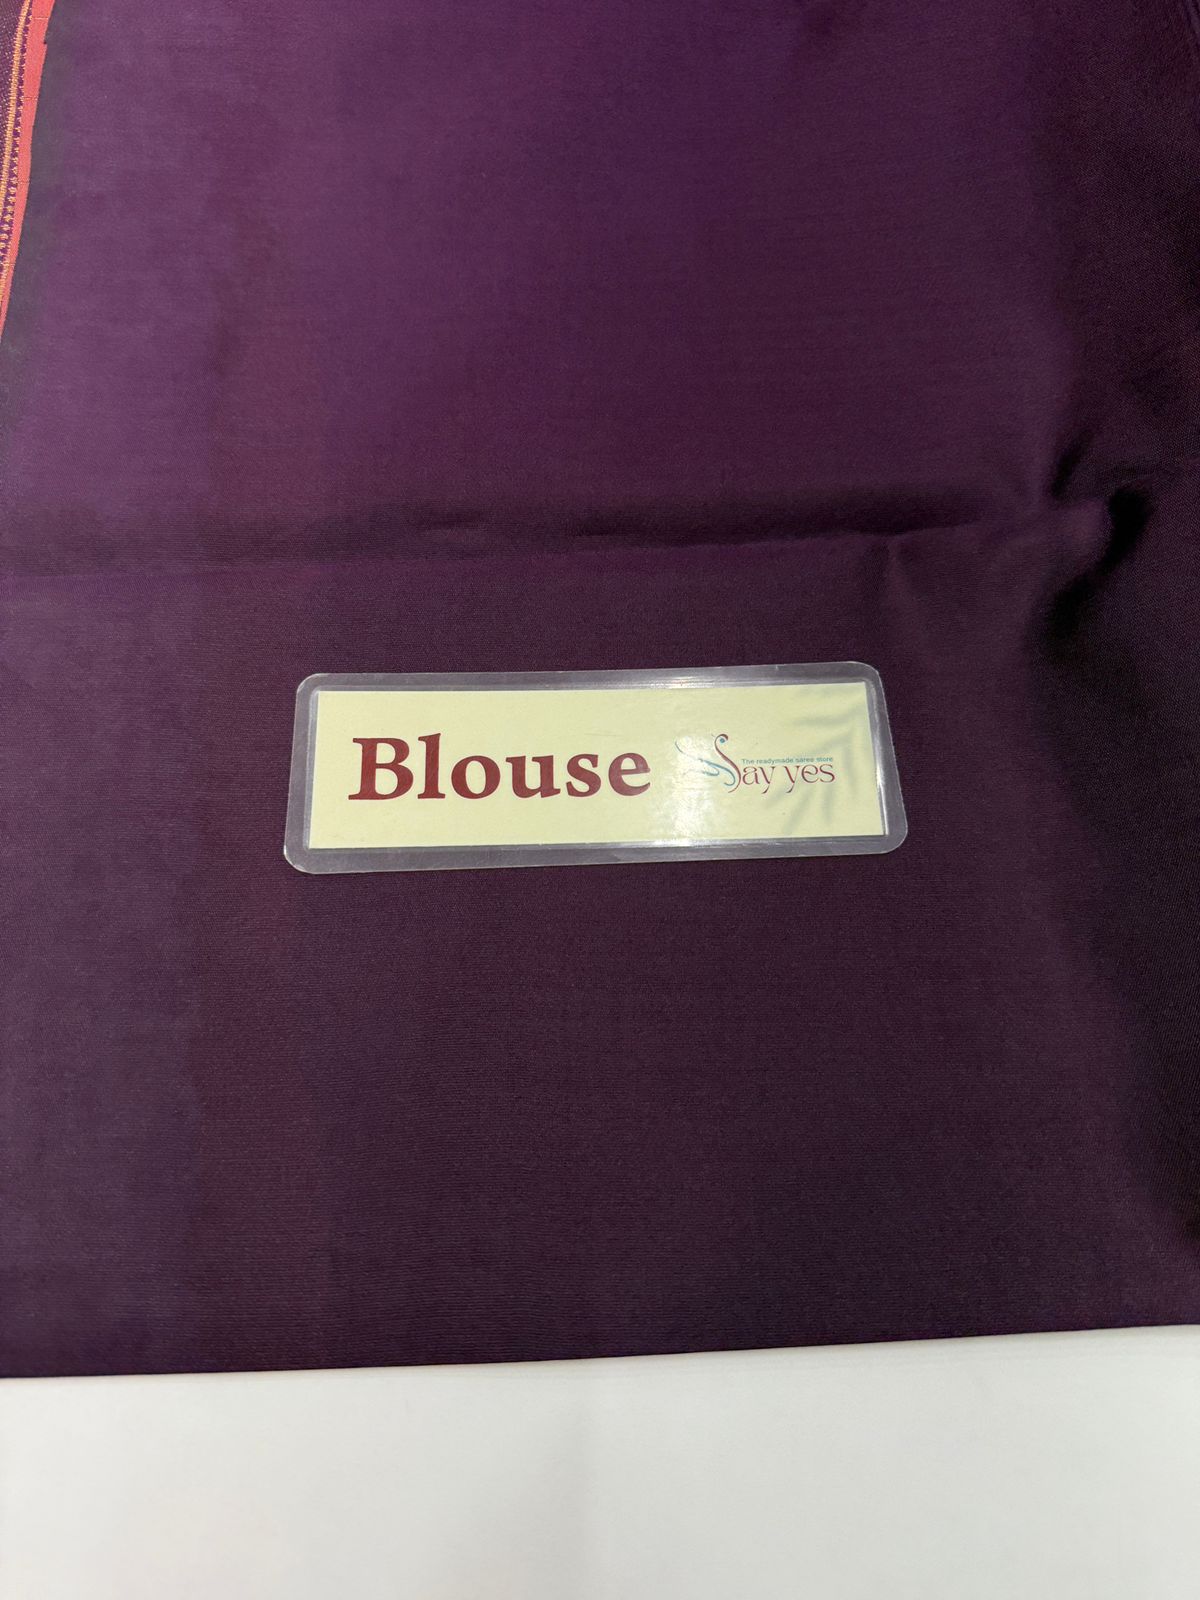 Blouse
The readymade saree store
Say yes